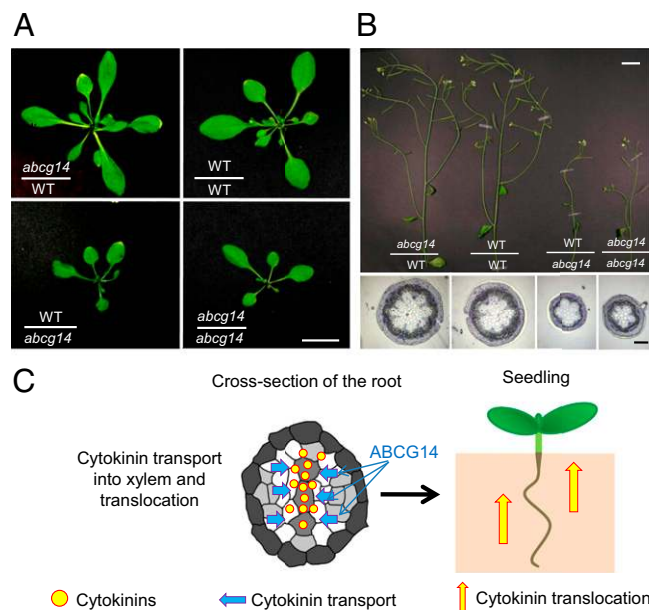 A
abcg14
WT
WT
WT
WT
abcg14
abcg14
abcg14
B
abcg14
WT
WT
WT
WT
abcg14
abcg14
abcg14
C
Cross-section of the root
Seedling
Cytokinin transport
into xylem and
translocation
ABCG14
Cytokinins
Cytokinin transport
Cytokinin translocation